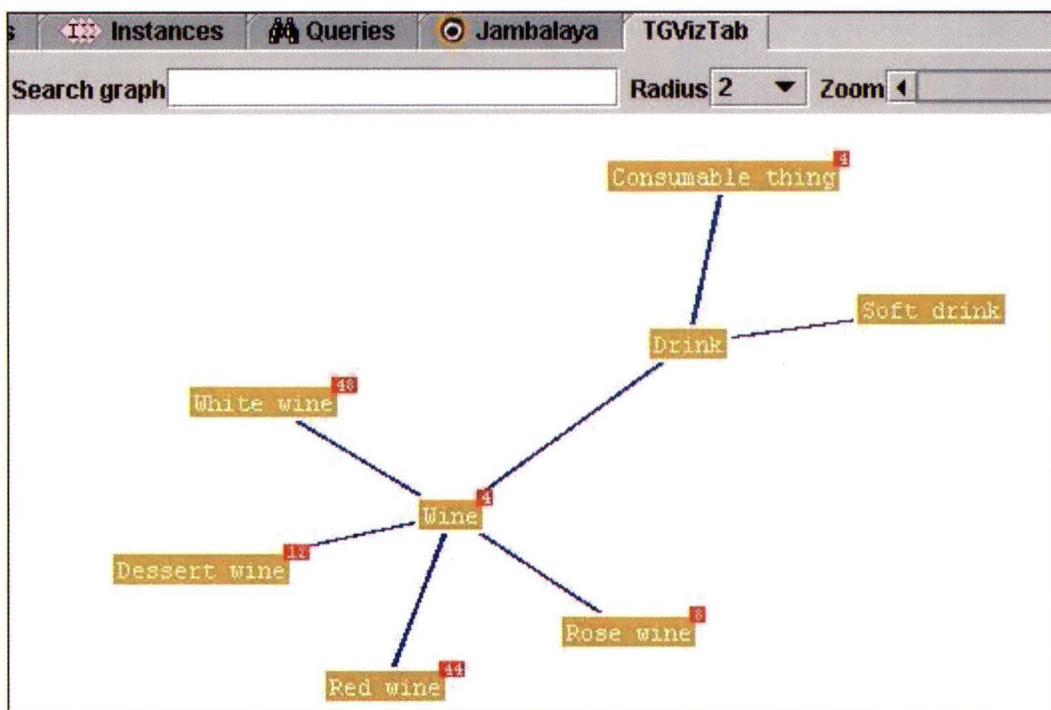 s Instances Queries Jambalaya TGVizTab
Search graph Radius 2 Zoom
4
Consumable thing
Soft drink
Drink
48
White wine
4
Wine
Dessert wine
8
Rose wine
44
Red wine